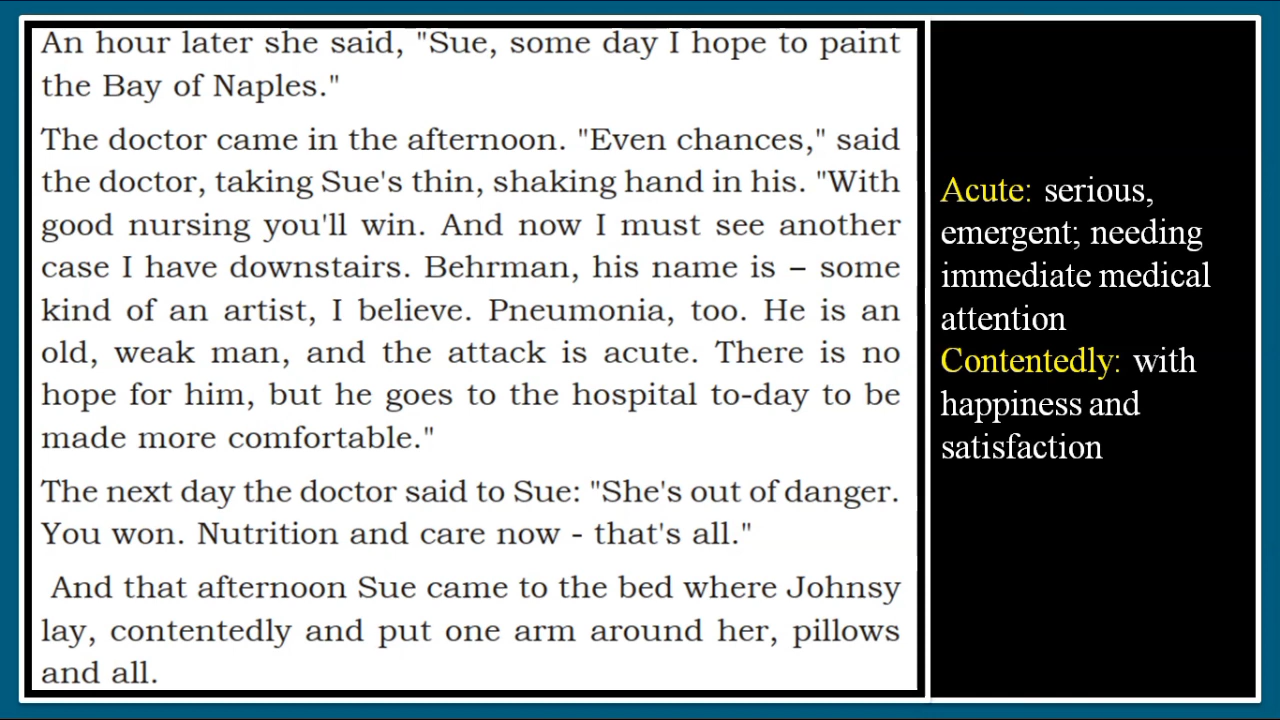 An hour later she said, "Sue, some day I hope to paint
the Bay of Naples."
The doctor came in the afternoon. "Even chances," said
the doctor, taking Sue's thin, shaking hand in his. "With
good nursing you'll win. And now I must see another
case I have downstairs. Behrman, his name is – some
kind of an artist, I believe. Pneumonia, too. He is an
old, weak man, and the attack is acute. There is no
hope for him, but he goes to the hospital to-day to be
made more comfortable."
The next day the doctor said to Sue: "She's out of danger.
You won. Nutrition and care now - that's all."
And that afternoon Sue came to the bed where Johnsy
lay, contentedly and put one arm around her, pillows
and all.
Acute: serious,
emergent; needing
immediate medical
attention
Contentedly: with
happiness and
satisfaction